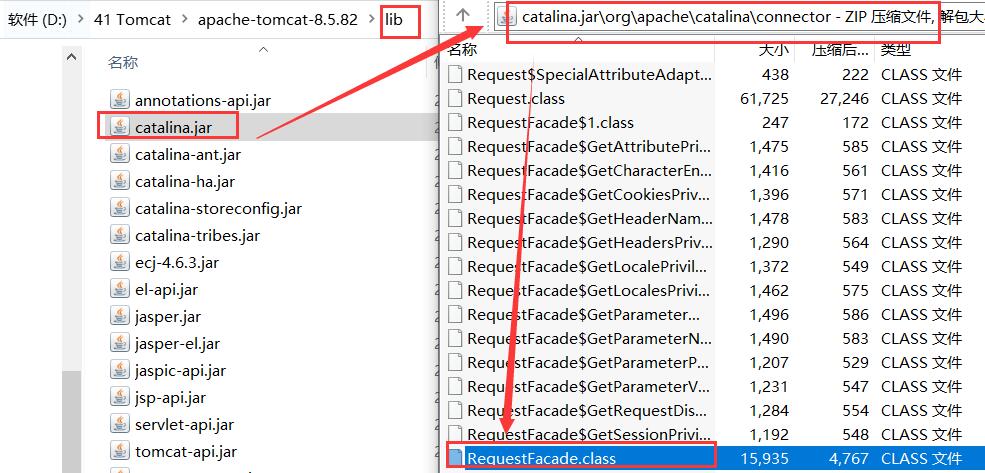 软件 (D:) > 41 Tomcat > apache-tomcat-8.5.82 > lib
名称
annotations-api.jar
catalina.jar
catalina-ant.jar
catalina-ha.jar
catalina-storeconfig.jar
catalina-tribes.jar
ecj-4.6.3.jar
el-api.jar
jasper.jar
jasper-el.jar
jaspic-api.jar
jsp-api.jar
servlet-api.jar
tomcat-api.jar
catalina.jar\org\apache\catalina\connector - ZIP 压缩文件, 解包大
名称 大小 压缩后... 类型
Request$SpecialAttributeAdapt... 438 222 CLASS 文件
Request.class 61,725 27,246 CLASS 文件
RequestFacade$1.class 247 172 CLASS 文件
RequestFacade$GetAttributePri... 1,475 585 CLASS 文件
RequestFacade$GetCharacterEn... 1,416 561 CLASS 文件
RequestFacade$GetCookiesPriv... 1,396 571 CLASS 文件
RequestFacade$GetHeaderNam... 1,478 583 CLASS 文件
RequestFacade$GetHeadersPriv... 1,290 564 CLASS 文件
RequestFacade$GetLocalePrivil... 1,372 549 CLASS 文件
RequestFacade$GetLocalesPrivi... 1,462 575 CLASS 文件
RequestFacade$GetParameter... 1,496 586 CLASS 文件
RequestFacade$GetParameterN... 1,490 583 CLASS 文件
RequestFacade$GetParameterP... 1,207 529 CLASS 文件
RequestFacade$GetParameterV... 1,231 547 CLASS 文件
RequestFacade$GetRequestDis... 1,284 554 CLASS 文件
RequestFacade$GetSessionPrivi... 1,192 548 CLASS 文件
RequestFacade.class 15,935 4,767 CLASS 文件